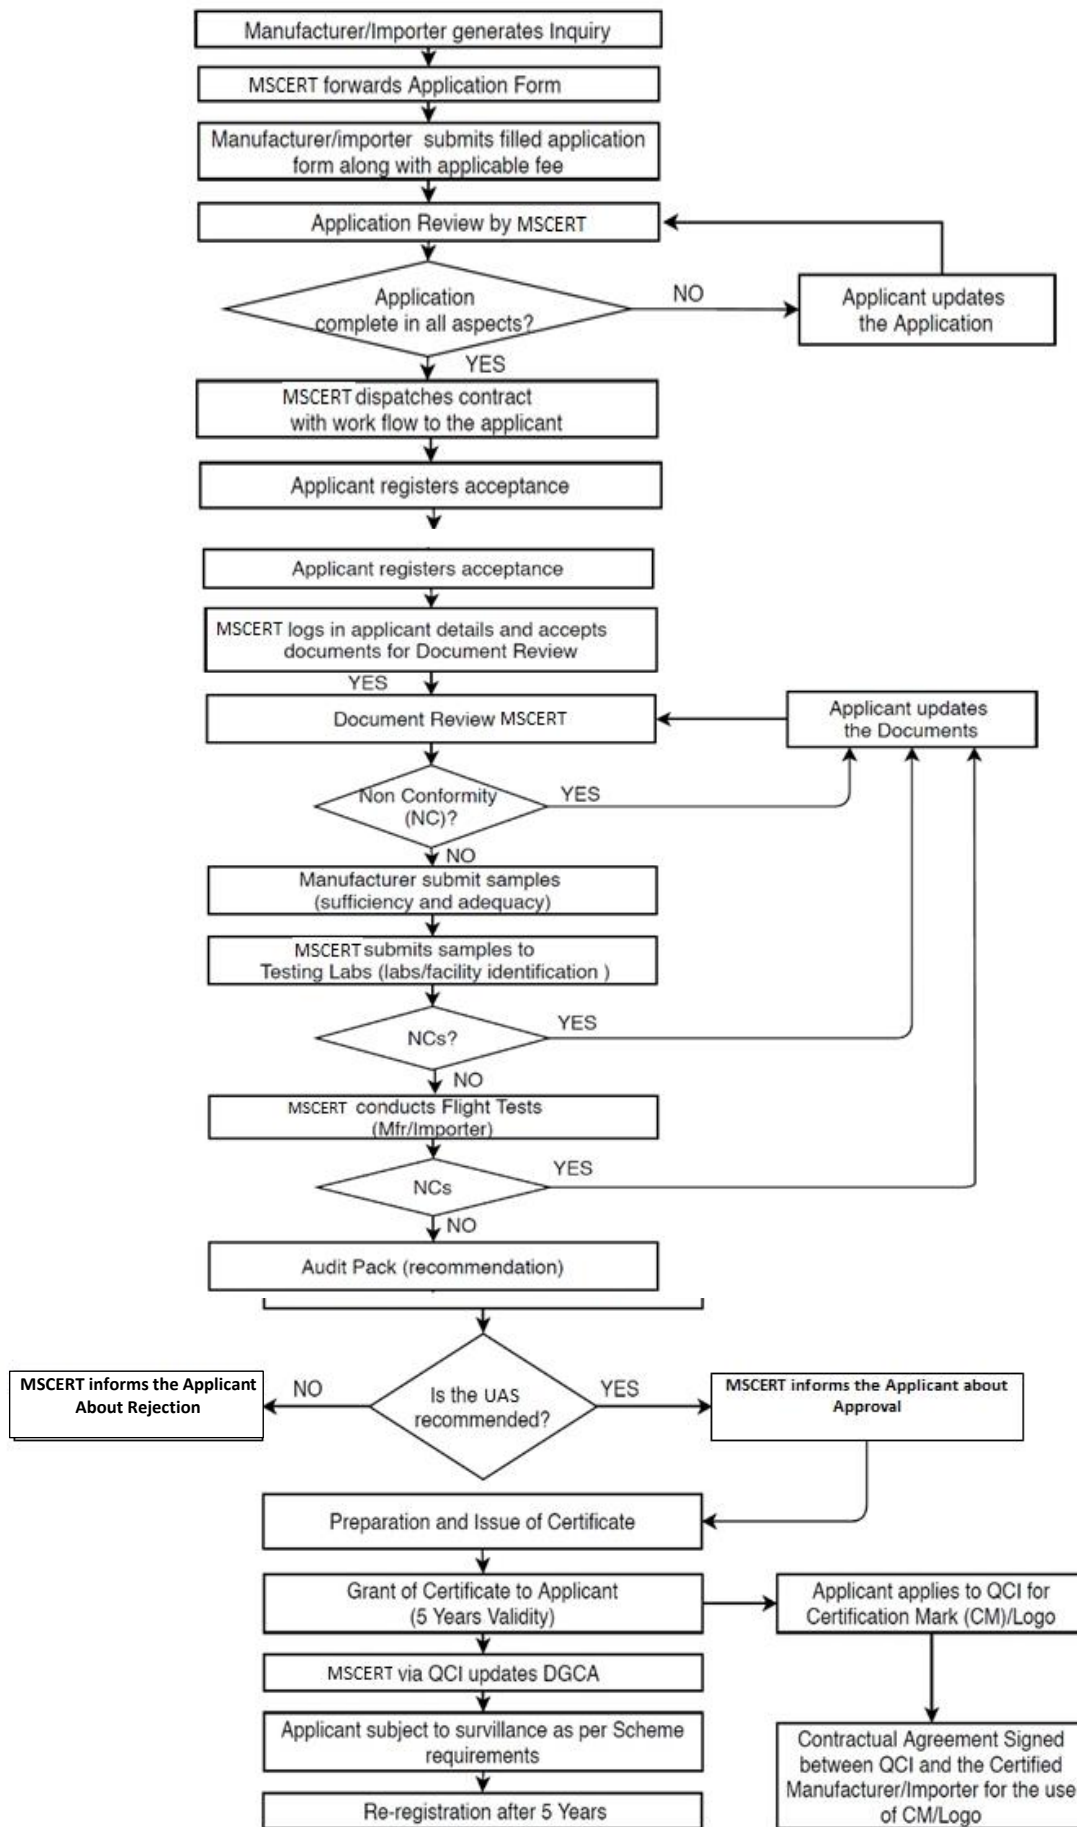 Manufacturer/Importer generates Inquiry
MSCERT forwards Application Form
Manufacturer/importer submits filled application
form along with applicable fee
Application Review by MSCERT
Application
complete in all aspects?
NO
Applicant updates
the Application
YES
MSCERT dispatches contract
with work flow to the applicant
Applicant registers acceptance
Applicant registers acceptance
MSCERT logs in applicant details and accepts
documents for Document Review
YES
Document Review MSCERT
Applicant updates
the Documents
Non Conformity
(NC)?
YES
NO
Manufacturer submit samples
(sufficiency and adequacy)
MSCERT submits samples to
Testing Labs (labs/facility identification )
NCs?
YES
NO
MSCERT conducts Flight Tests
(Mfr/Importer)
NCs
YES
NO
Audit Pack (recommendation)
MSCERT informs the Applicant
About Rejection
NO
Is the UAS
recommended?
YES
MSCERT informs the Applicant about
Approval
Preparation and Issue of Certificate
Grant of Certificate to Applicant
(5 Years Validity)
Applicant applies to QCI for
Certification Mark (CM)/Logo
MSCERT via QCI updates DGCA
Applicant subject to survillance as per Scheme
requirements
Contractual Agreement Signed
between QCI and the Certified
Manufacturer/Importer for the use
of CM/Logo
Re-registration after 5 Years